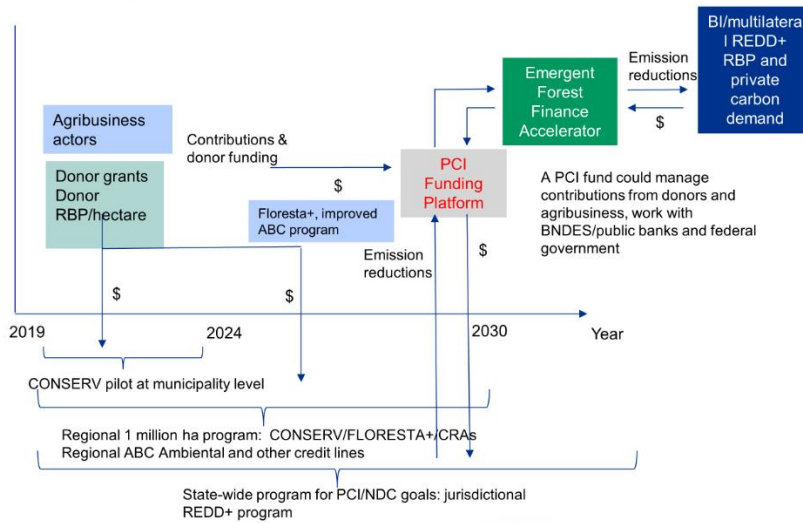 BI/multilatera
l REDD+
RBP and
private
carbon
demand
Emission
reductions
$
Emergent
Forest
Finance
Accelerator
Agribusiness
actors
Contributions &
donor funding
$
Donor grants
Donor
RBP/hectare
PCI
Funding
Platform
A PCI fund could manage
contributions from donors and
agribusiness, work with
BNDES/public banks and federal
government
Floresta+, improved
ABC program
Emission
reductions
$
$
$
2019
2024
2030
Year
CONSERV pilot at municipality level
Regional 1 million ha program: CONSERV/FLORESTA+/CRAs
Regional ABC Ambiental and other credit lines
State-wide program for PCI/NDC goals: jurisdictional
REDD+ program